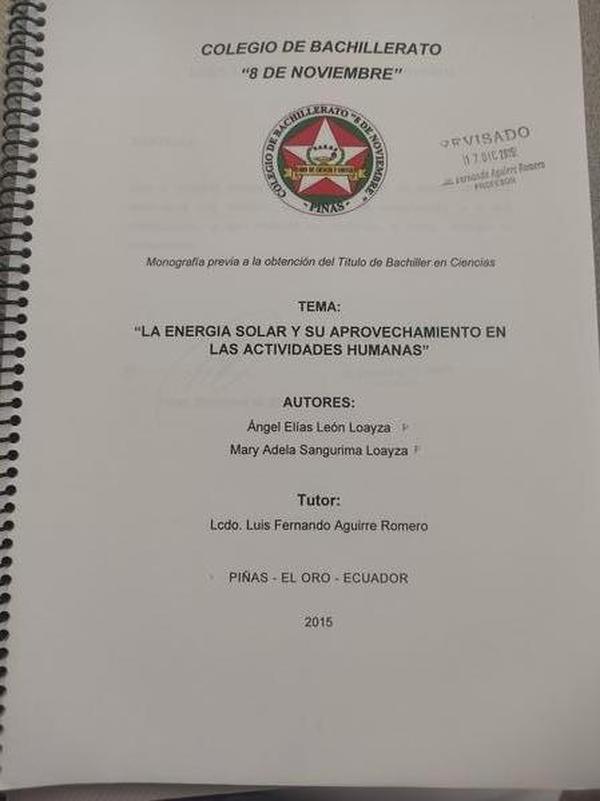 COLEGIO DE BACHILLERATO
"8 DE NOVIEMBRE"
COLEGIO DE BACHILLERATO "8 DE NOVIEMBRE"
- PIÑAS -
REVISADO
17 DIC 2015
Fernando Aguirre Romero
PROFESOR
Monografía previa a la obtención del Título de Bachiller en Ciencias
TEMA:
"LA ENERGIA SOLAR Y SU APROVECHAMIENTO EN
LAS ACTIVIDADES HUMANAS"
AUTORES:
Ángel Elías León Loayza P
Mary Adela Sangurima Loayza P
Tutor:
Lcdo. Luis Fernando Aguirre Romero
PIÑAS - EL ORO - ECUADOR
2015